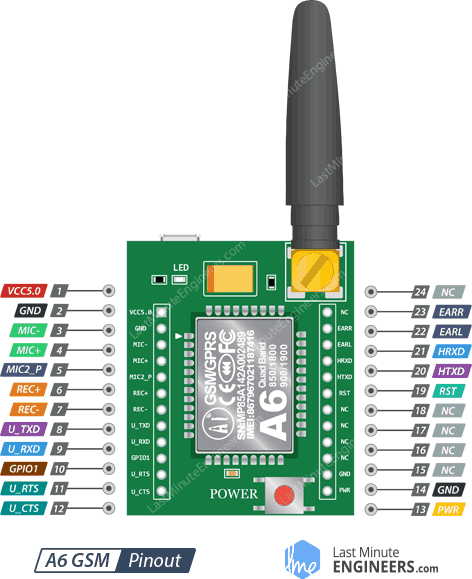 LED
VCC5.0 1
GND 2
MIC- 3
MIC+ 4
MIC2_P 5
REC+ 6
REC- 7
U_TXD 8
U_RXD 9
GPIO1 10
U_RTS 11
U_CTS 12
VCC5.0
GND
MIC-
MIC+
MIC2_P
REC+
REC-
U_TXD
U_RXD
GPIO1
U_RTS
U_CTS
Ai
GSM/GPRS
CE FC
SN:MP85A142A002489
IMEI:867967021187416
A6
Quad Band
850/1800
900/1900
NC
EARR
EARL
HRXD
HTXD
RST
NC
NC
NC
NC
GND
PWR
24 NC
23 EARR
22 EARL
21 HRXD
20 HTXD
19 RST
18 NC
17 NC
16 NC
15 NC
14 GND
13 PWR
POWER
A6 GSM Pinout
lme
Last Minute
ENGINEERS.com
LastMinuteEngineers.com